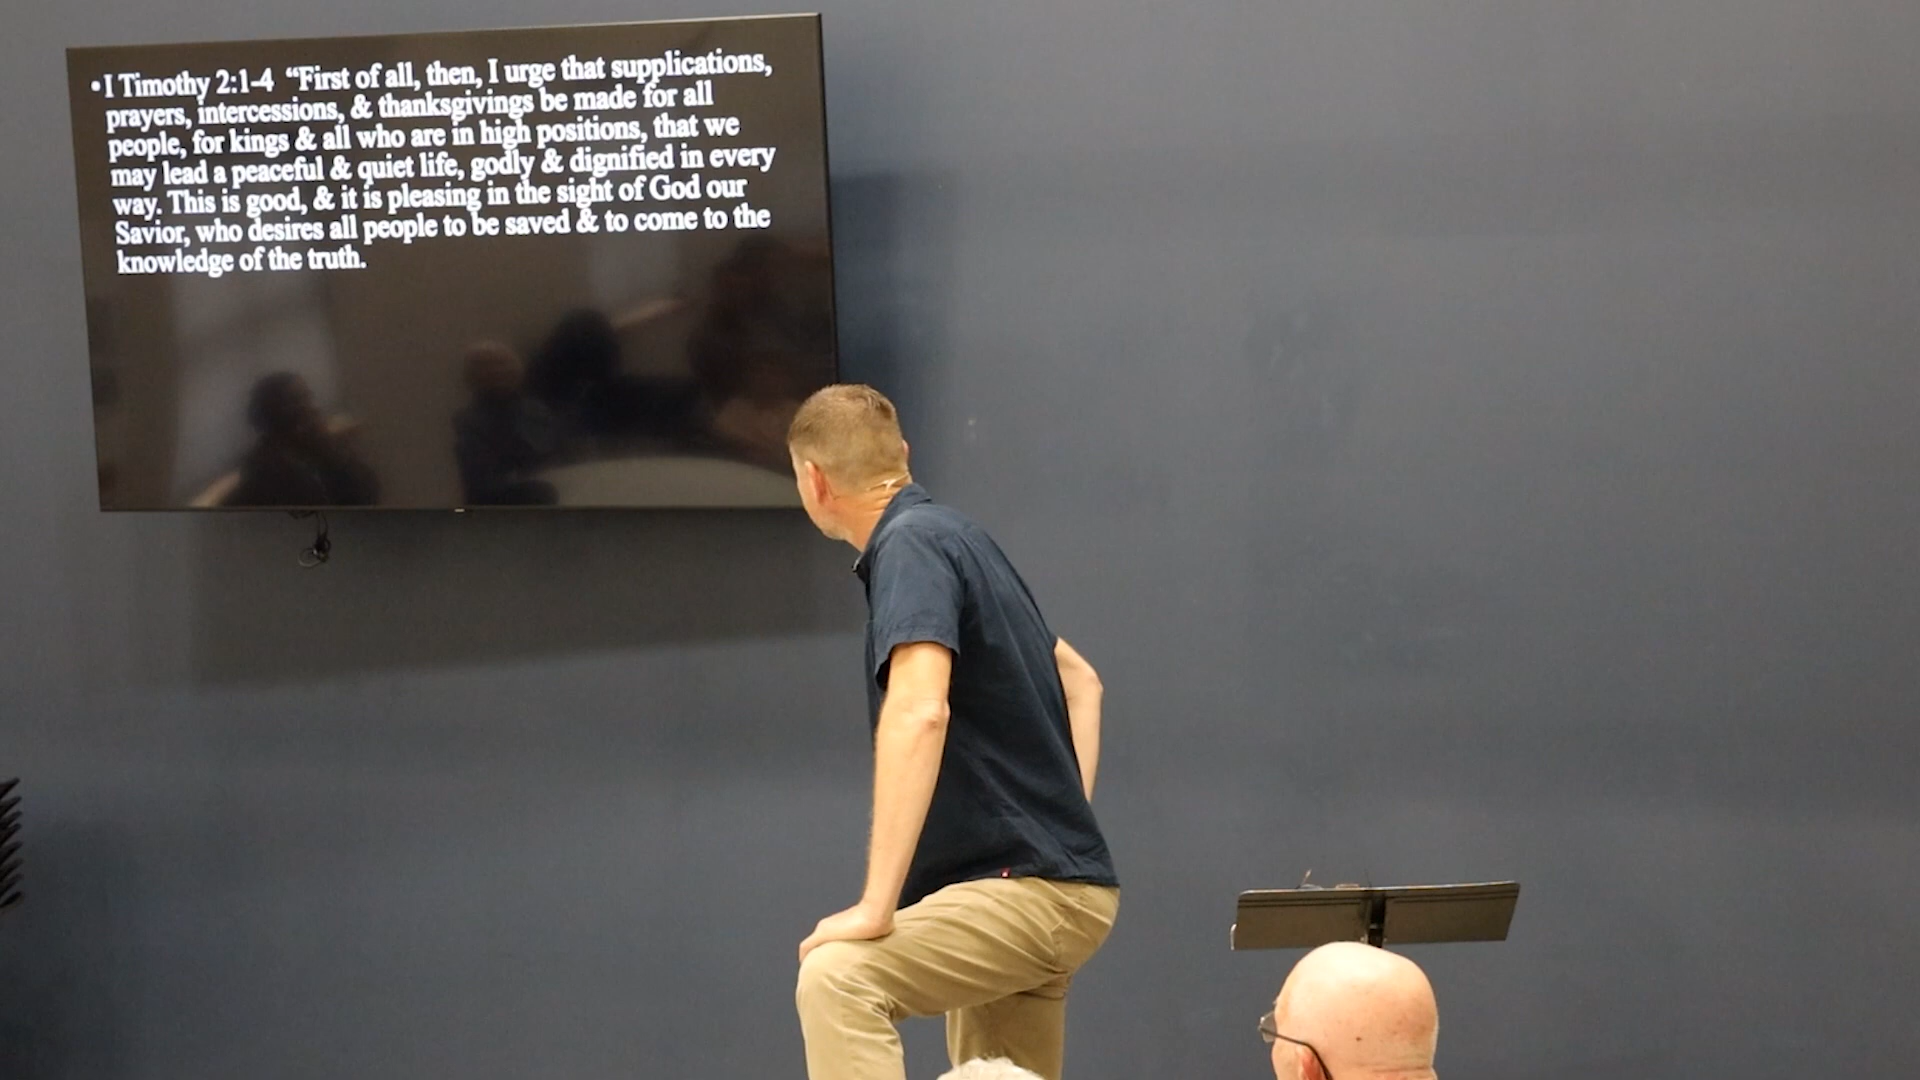 •I Timothy 2:1-4 “First of all, then, I urge that supplications,
prayers, intercessions, & thanksgivings be made for all
people, for kings & all who are in high positions, that we
may lead a peaceful & quiet life, godly & dignified in every
way. This is good, & it is pleasing in the sight of God our
Savior, who desires all people to be saved & to come to the
knowledge of the truth.